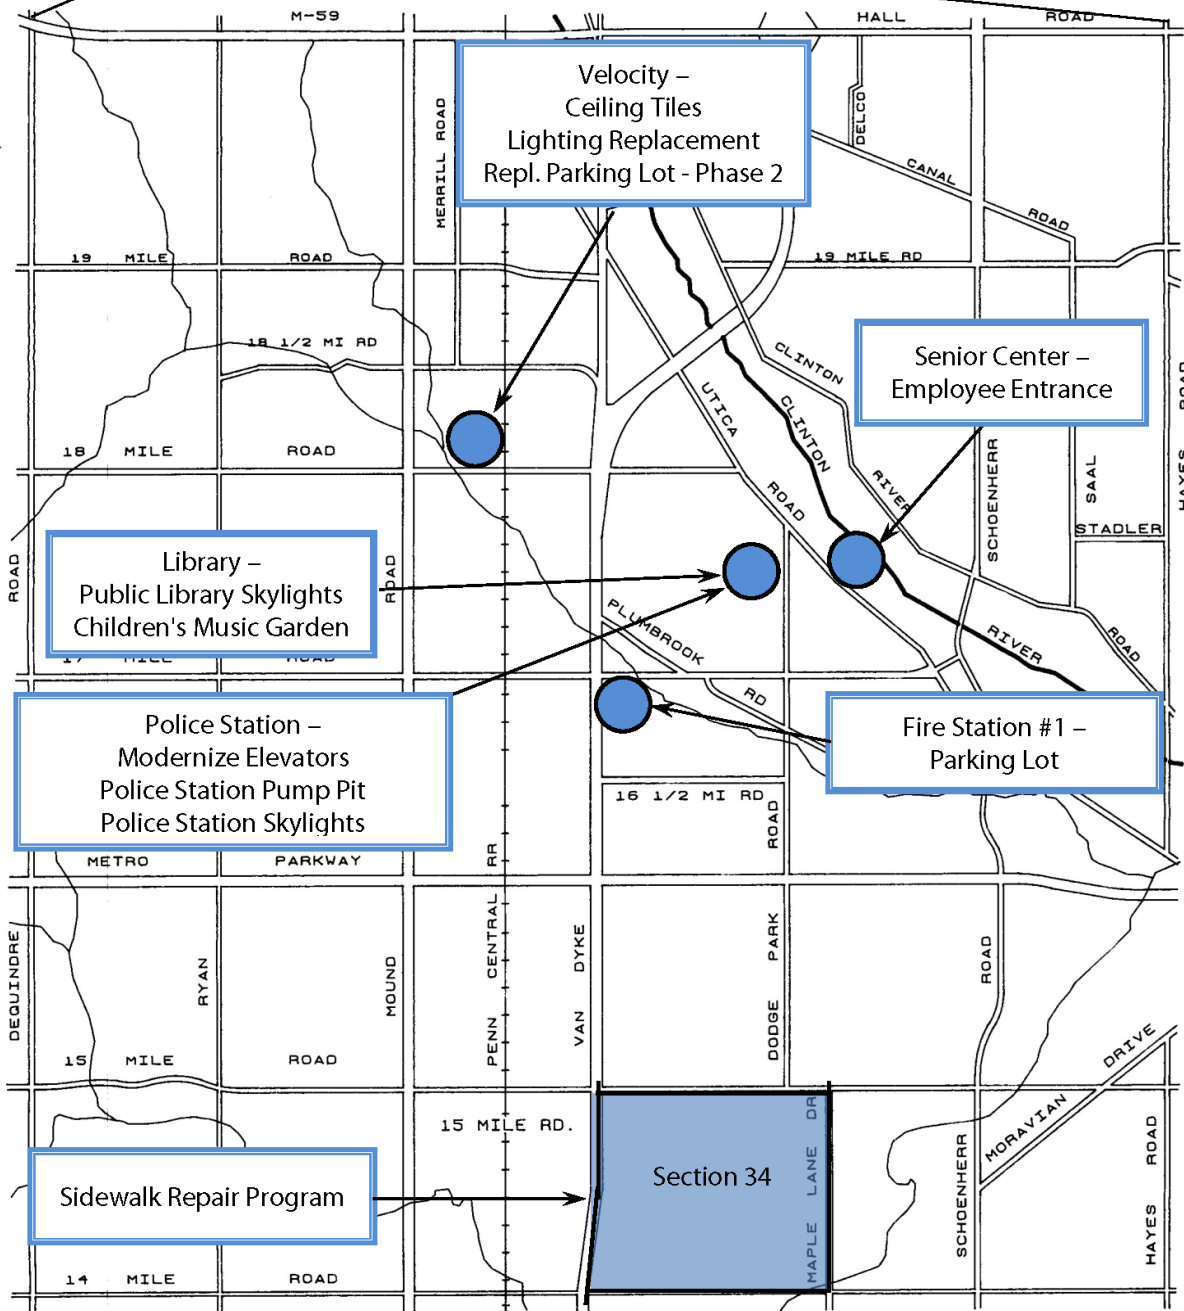 M-59
HALL ROAD
MERRILL ROAD
Velocity –
Ceiling Tiles
Lighting Replacement
Repl. Parking Lot - Phase 2
DELCO
CANAL ROAD
19 MILE ROAD
19 MILE RD
18 1/2 MI RD
Senior Center –
Employee Entrance
CLINTON RIVER ROAD
CLINTON RIVER
UTICA ROAD
18 MILE ROAD
SCHOENHERR
SAAL
HAYES ROAD
STADLER
Library –
Public Library Skylights
Children's Music Garden
ROAD
ROAD
17 MILE ROAD
PLUMBROOK RD
Police Station –
Modernize Elevators
Police Station Pump Pit
Police Station Skylights
Fire Station #1 –
Parking Lot
16 1/2 MI RD
METRO PARKWAY
DEQUINDRE
RYAN
MOUND
PENN CENTRAL RR
VAN DYKE
DODGE PARK ROAD
ROAD
15 MILE ROAD
15 MILE RD.
MORAVIAN DRIVE
Sidewalk Repair Program
Section 34
MAPLE LANE DR
SCHOENHERR
HAYES ROAD
14 MILE ROAD